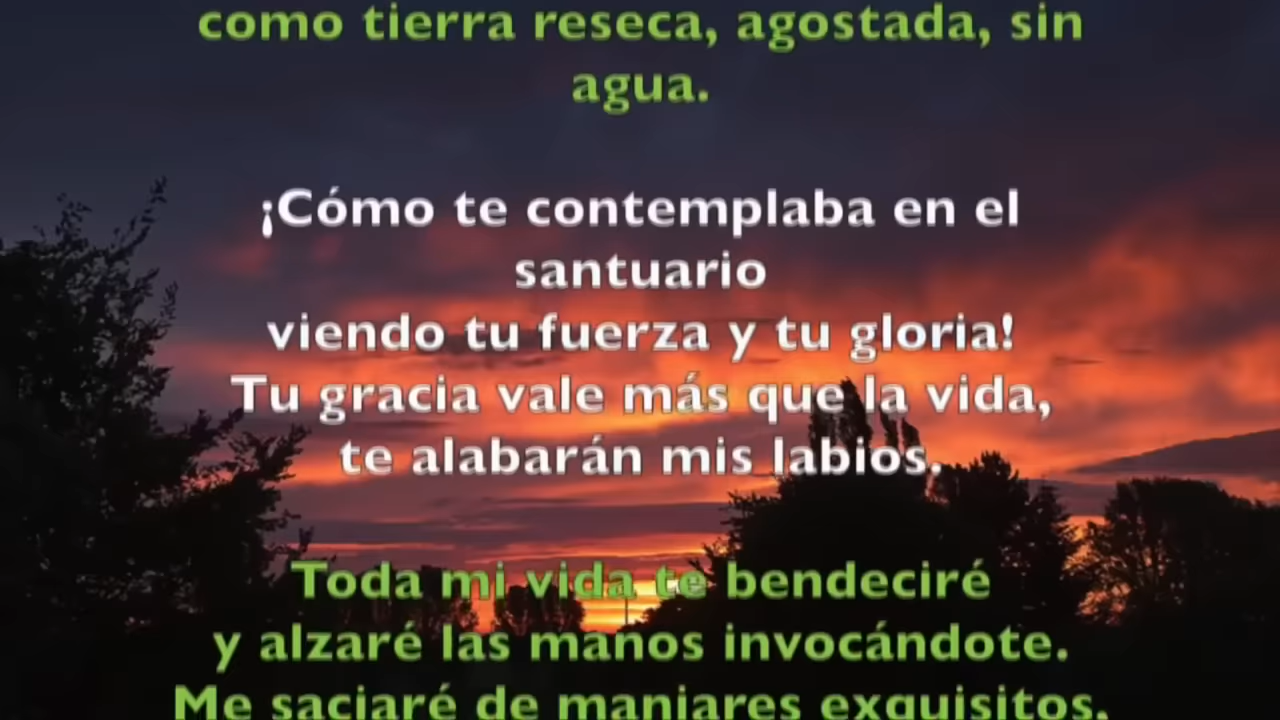 como tierra reseca, agostada, sin
agua.
¡Cómo te contemplaba en el
santuario
viendo tu fuerza y tu gloria!
Tu gracia vale más que la vida,
te alabarán mis labios.
Toda mi vida te bendeciré
y alzaré las manos invocándote.
Me saciaré de manjares exquisitos,